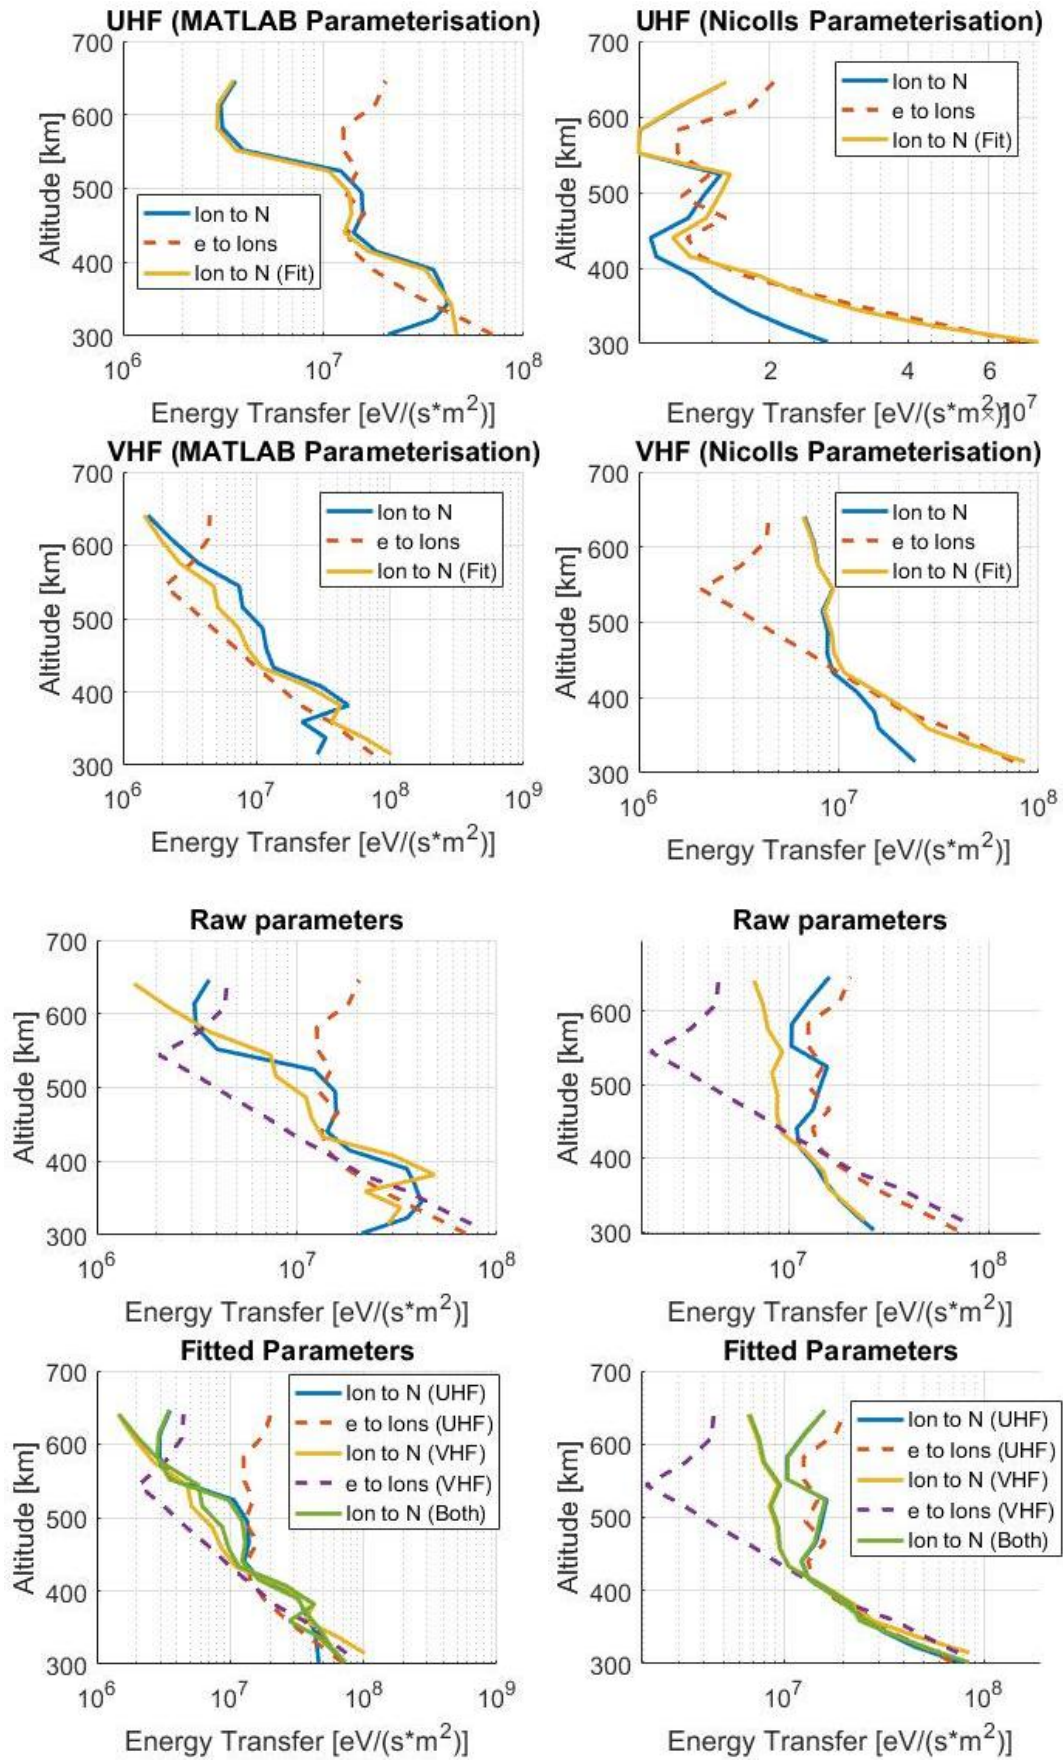 UHF (MATLAB Parameterisation)
700
600
500
400
300
Altitude [km]
Ion to N
e to Ions
Ion to N (Fit)
10^6
10^7
10^8
Energy Transfer [eV/(s*m^2)]
UHF (Nicolls Parameterisation)
700
600
500
400
300
Altitude [km]
Ion to N
e to Ions
Ion to N (Fit)
2
4
6
×10^7
Energy Transfer [eV/(s*m^2)]
VHF (MATLAB Parameterisation)
700
600
500
400
300
Altitude [km]
Ion to N
e to Ions
Ion to N (Fit)
10^6
10^7
10^8
10^9
Energy Transfer [eV/(s*m^2)]
VHF (Nicolls Parameterisation)
700
600
500
400
300
Altitude [km]
Ion to N
e to Ions
Ion to N (Fit)
10^6
10^7
10^8
Energy Transfer [eV/(s*m^2)]
Raw parameters
700
600
500
400
300
Altitude [km]
10^6
10^7
10^8
Energy Transfer [eV/(s*m^2)]
Raw parameters
600
500
400
300
Altitude [km]
10^7
10^8
Energy Transfer [eV/(s*m^2)]
Fitted Parameters
700
600
500
400
300
Altitude [km]
Ion to N (UHF)
e to Ions (UHF)
Ion to N (VHF)
e to Ions (VHF)
Ion to N (Both)
10^6
10^7
10^8
10^9
Energy Transfer [eV/(s*m^2)]
Fitted Parameters
700
600
500
400
300
Altitude [km]
Ion to N (UHF)
e to Ions (UHF)
Ion to N (VHF)
e to Ions (VHF)
Ion to N (Both)
10^7
10^8
Energy Transfer [eV/(s*m^2)]